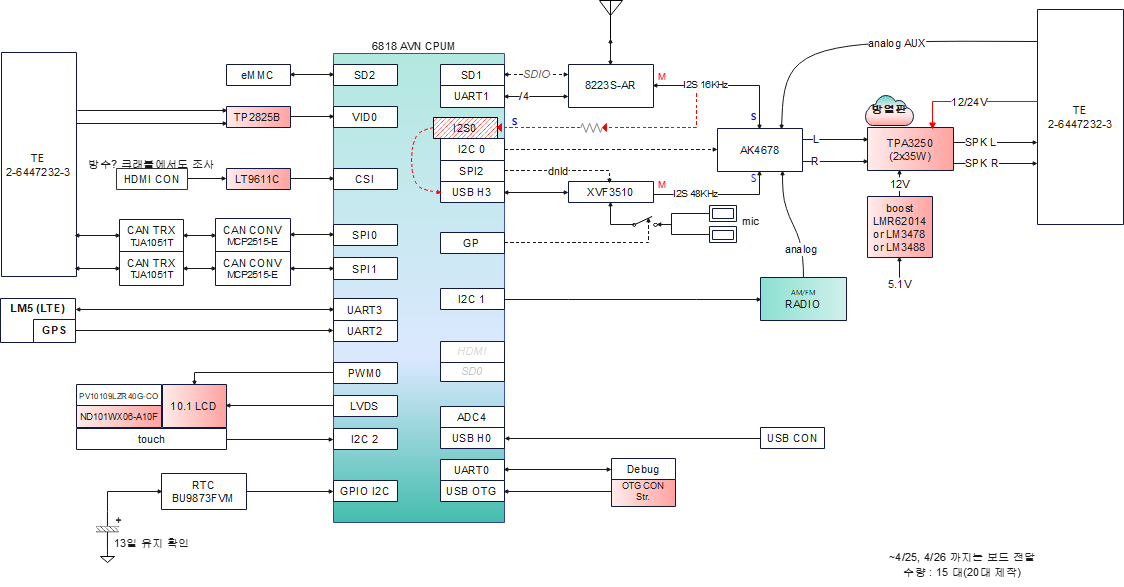 6818 AVN CPUM
TE
2-6447232-3
eMMC
TP2825B
방수? 크래블에서도 조사
HDMI CON
LT9611C
CAN TRX
TJA1051T
CAN CONV
MCP2515-E
CAN TRX
TJA1051T
CAN CONV
MCP2515-E
LM5 (LTE)
GPS
PV10109LZR40G-CO
ND101WX06-A10F
10.1 LCD
touch
RTC
BU9873FVM
+
13일 유지 확인
SD2
VID0
CSI
SPI0
SPI1
UART3
UART2
PWM0
LVDS
I2C 2
GPIO I2C
SD1
UART1
I2S0
I2C 0
SPI2
USB H3
GP
I2C 1
HDMI
SD0
ADC4
USB H0
UART0
USB OTG
SDIO
/4
S
dnld
8223S-AR
M
I2S 16KHz
XVF3510
M
I2S 48KHz
mic
S
AK4678
S
analog AUX
analog
AM/FM
RADIO
L
R
방열판
12/24V
TPA3250
(2x35W)
SPK L
SPK R
12V
boost
LMR62014
or LM3478
or LM3488
5.1V
TE
2-6447232-3
USB CON
Debug
OTG CON
Str.
~4/25, 4/26 까지는 보드 전달
수량 : 15 대(20대 제작)